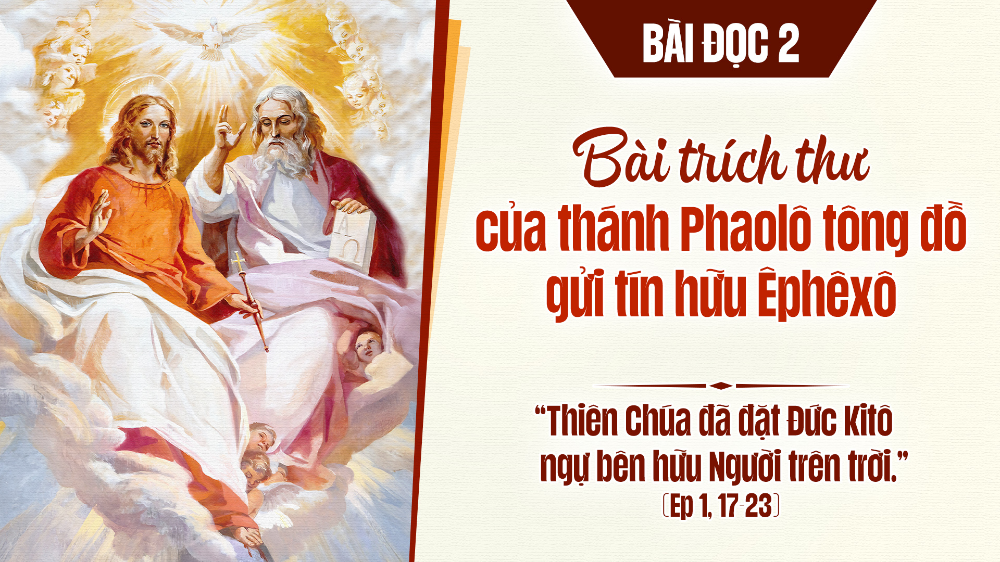 BÀI ĐỌC 2
Bài trích thư
của thánh Phaolô tông đồ
gửi tín hữu Êphêxô
“Thiên Chúa đã đặt Đức Kitô
ngự bên hữu Người trên trời.”
(Ep 1, 17-23)
Α
Ω